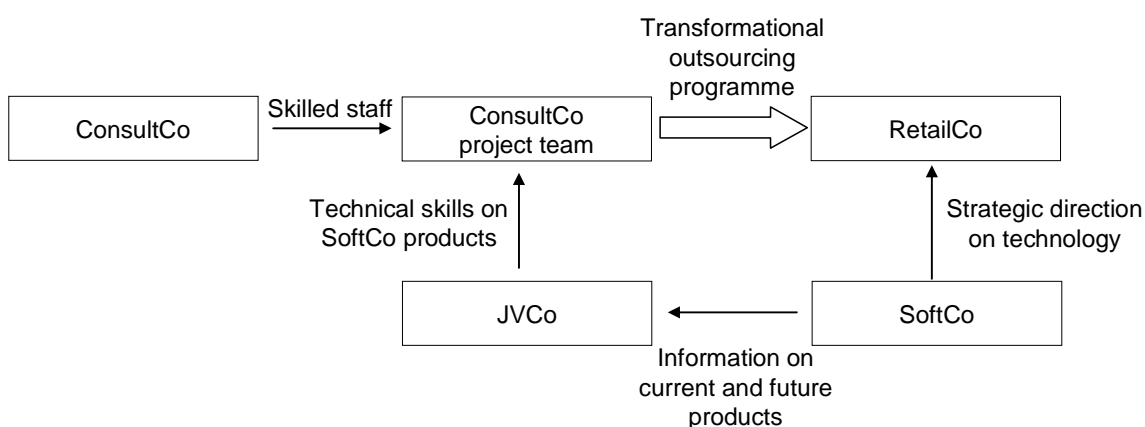 Transformational
outsourcing
programme
ConsultCo
Skilled staff
ConsultCo
project team
RetailCo
Technical skills on
SoftCo products
Strategic direction
on technology
JVCo
SoftCo
Information on
current and future
products